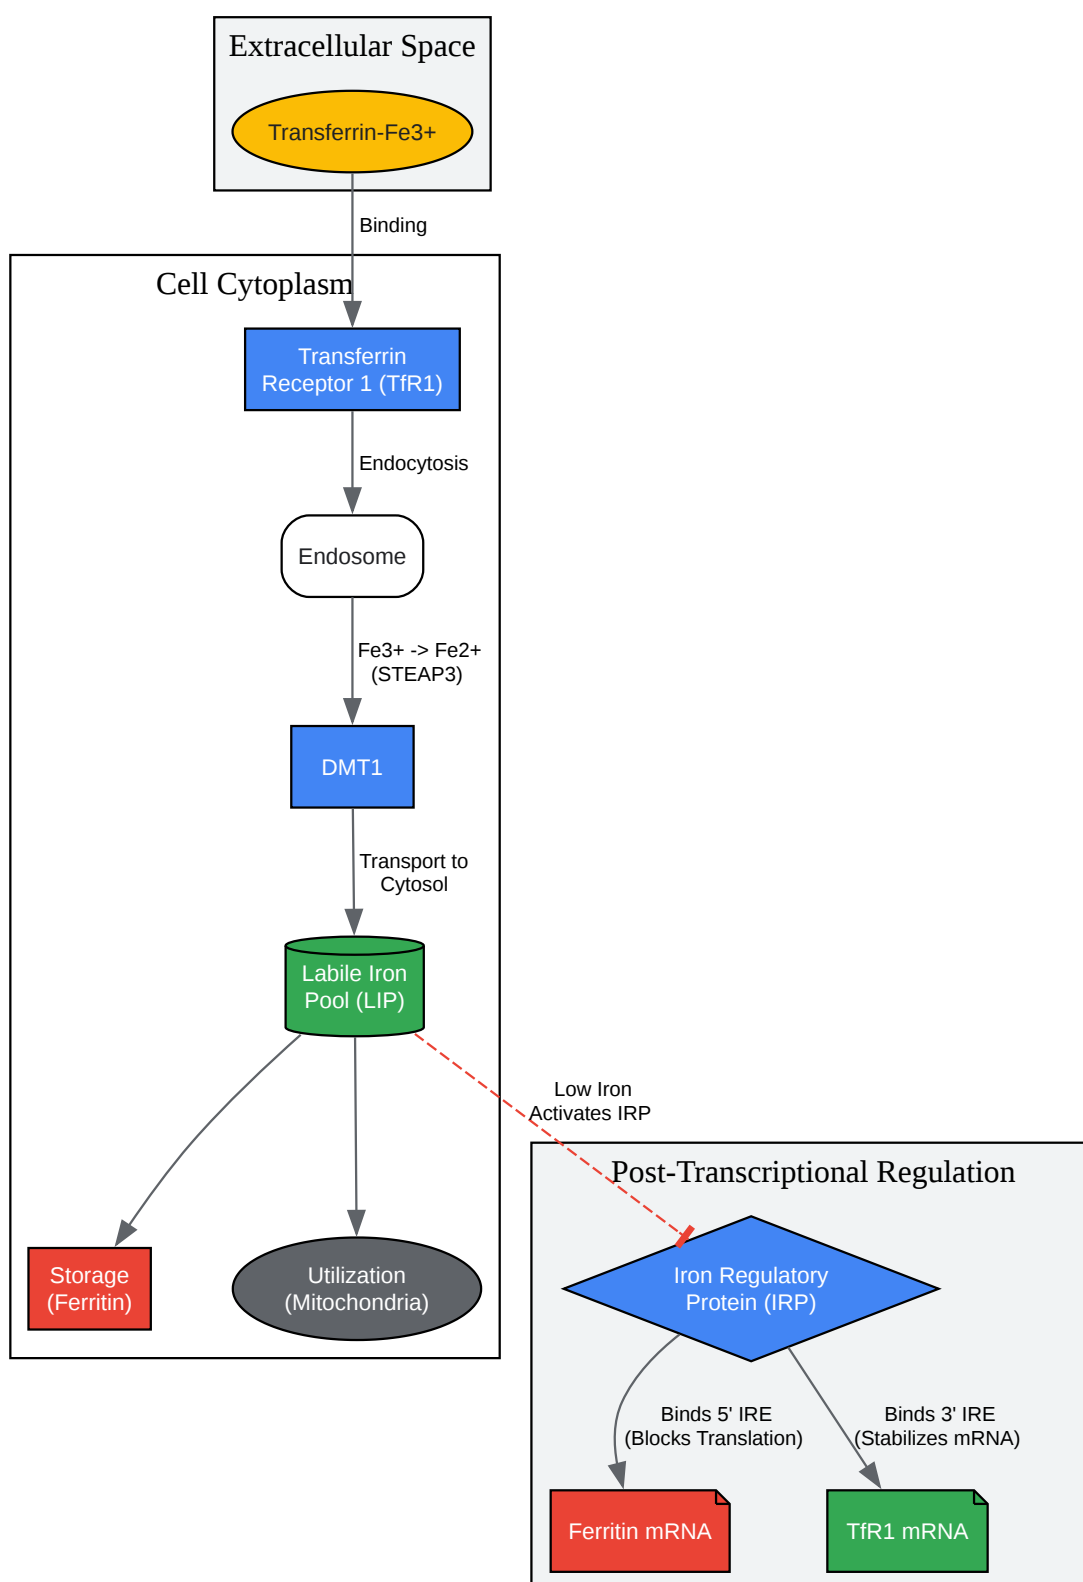 Extracellular Space
Transferrin-Fe3+
Binding
Cell Cytoplasm
Transferrin
Receptor 1 (TfR1)
Endocytosis
Endosome
Fe3+ -> Fe2+
(STEAP3)
DMT1
Transport to
Cytosol
Labile Iron
Pool (LIP)
Low Iron
Activates IRP
Storage
(Ferritin)
Utilization
(Mitochondria)
Post-Transcriptional Regulation
Iron Regulatory
Protein (IRP)
Binds 5' IRE
(Blocks Translation)
Binds 3' IRE
(Stabilizes mRNA)
Ferritin mRNA
TfR1 mRNA